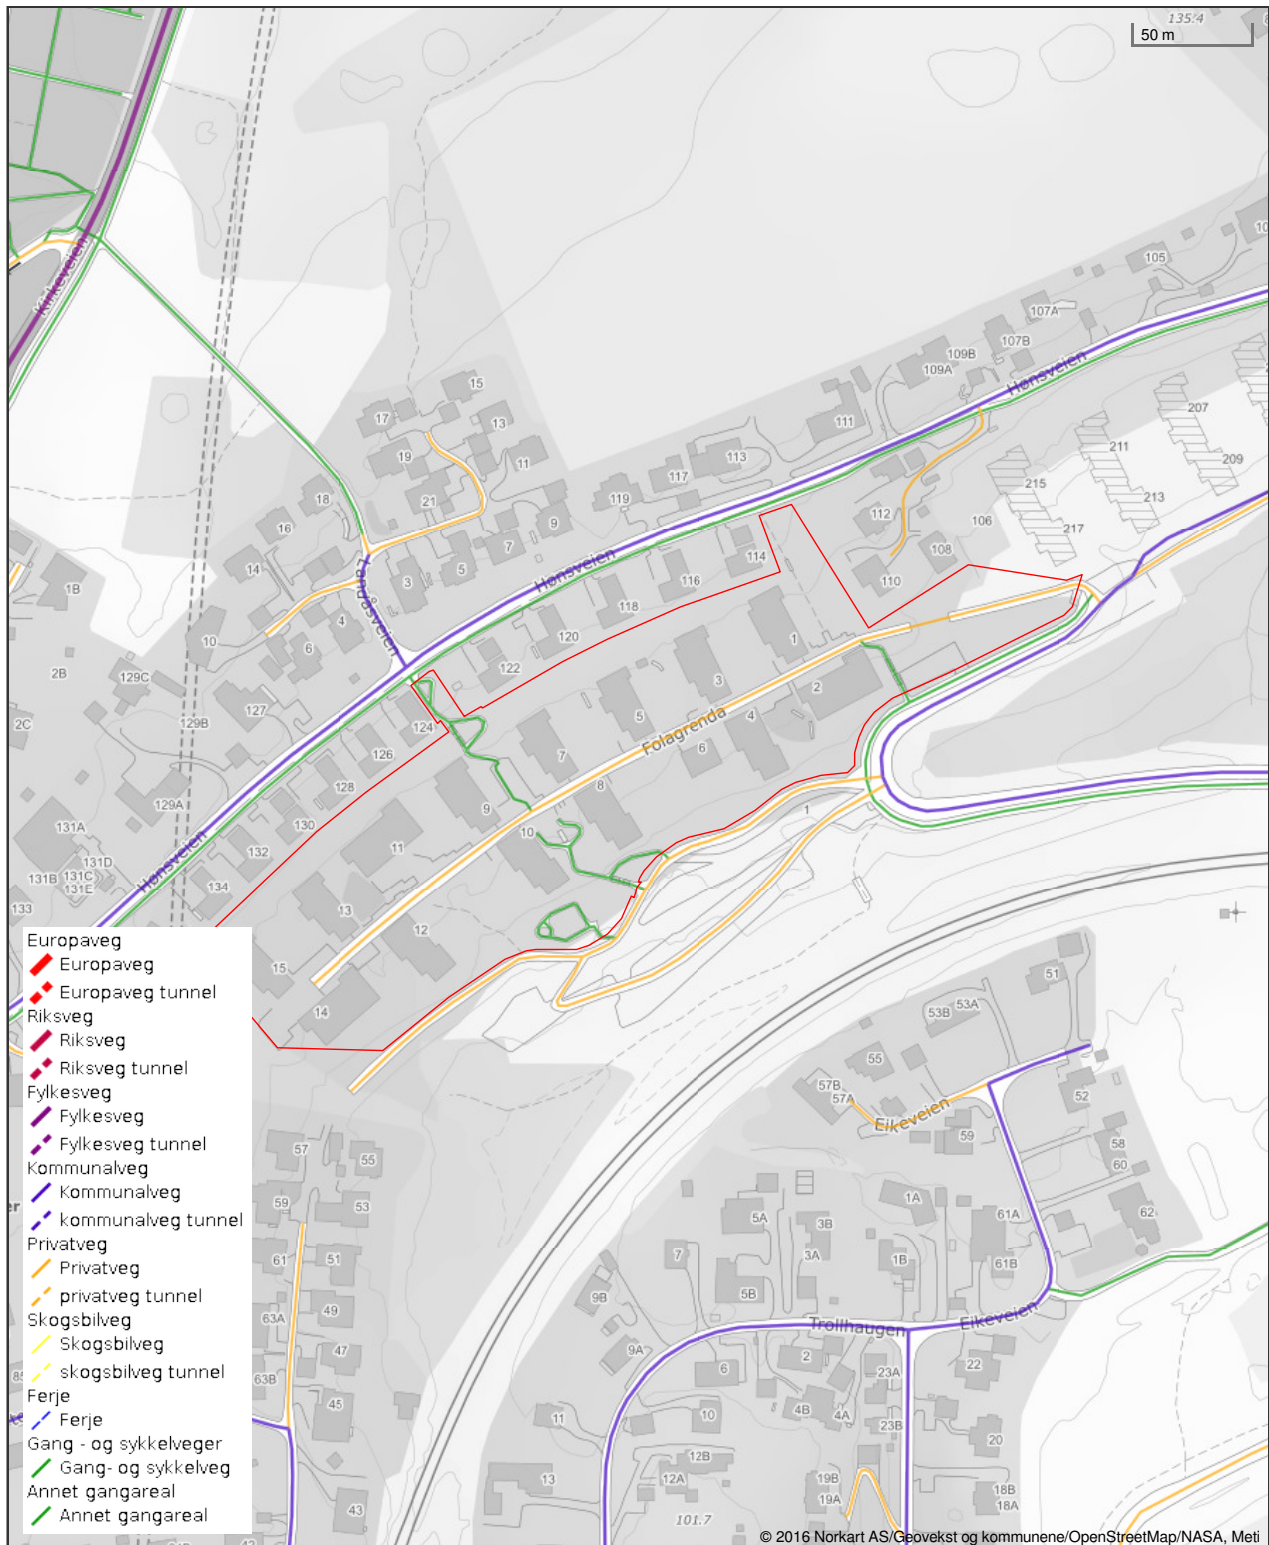 135.4
50 m
Kirkeveien
105
107A
107B
109B
109A
Hønsveien
207
211
209
15
17
13
111
19
11
113
117
215
213
21
119
18
9
112
106
217
16
7
114
108
Hønsveien
14
5
3
116
110
1B
Langåsveien
118
4
10
6
120
1
2B
129C
122
3
2
127
5
4
2C
129B
124
Følagrenda
126
7
6
128
8
129A
9
1
130
131A
10
11
131D
132
131B
131C
131E
Hønsveien
134
133
13
12
15
14
51
53A
53B
55
57B
57A
52
Eikeveien
59
58
60
57
55
1A
62
59
53
5A
3B
61A
61
51
7
3A
1B
61B
5B
9B
49
63A
Trollhaugen
Eikeveien
47
9A
2
22
6
23A
63B
45
11
10
4B
4A
23B
20
12B
13
12A
19B
19A
18B
18A
43
101.7
Europaveg
Europaveg
Europaveg tunnel
Riksveg
Riksveg
Riksveg tunnel
Fylkesveg
Fylkesveg
Fylkesveg tunnel
Kommunalveg
Kommunalveg
kommunalveg tunnel
Privatveg
Privatveg
privatveg tunnel
Skogsbilveg
Skogsbilveg
skogsbilveg tunnel
Ferje
Ferje
Gang - og sykkelveger
Gang- og sykkelveg
Annet gangareal
Annet gangareal
© 2016 Norkart AS/Geovekst og kommunene/OpenStreetMap/NASA, Meti